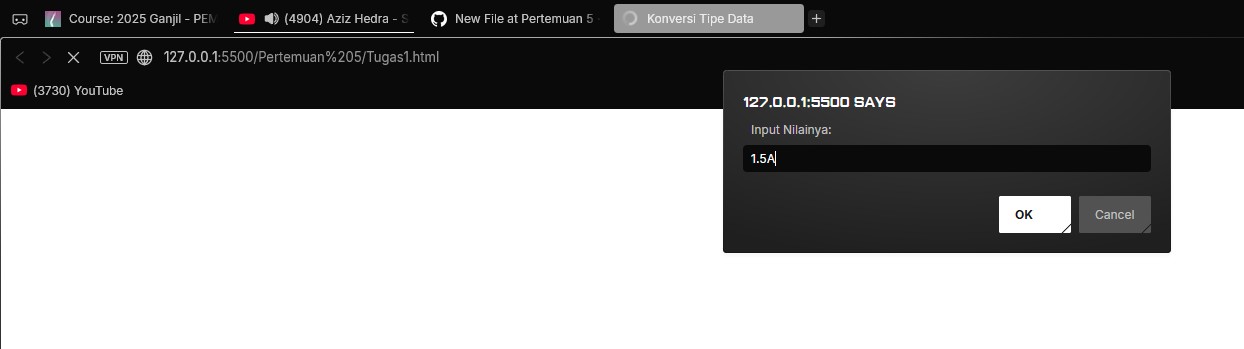 Course: 2025 Ganjil - PEM
(4904) Aziz Hedra - S
New File at Pertemuan 5
Konversi Tipe Data
VPN
127.0.0.1:5500/Pertemuan%205/Tugas1.html
(3730) YouTube
127.0.0.1:5500 SAYS
Input Nilainya:
1.5A
OK
Cancel